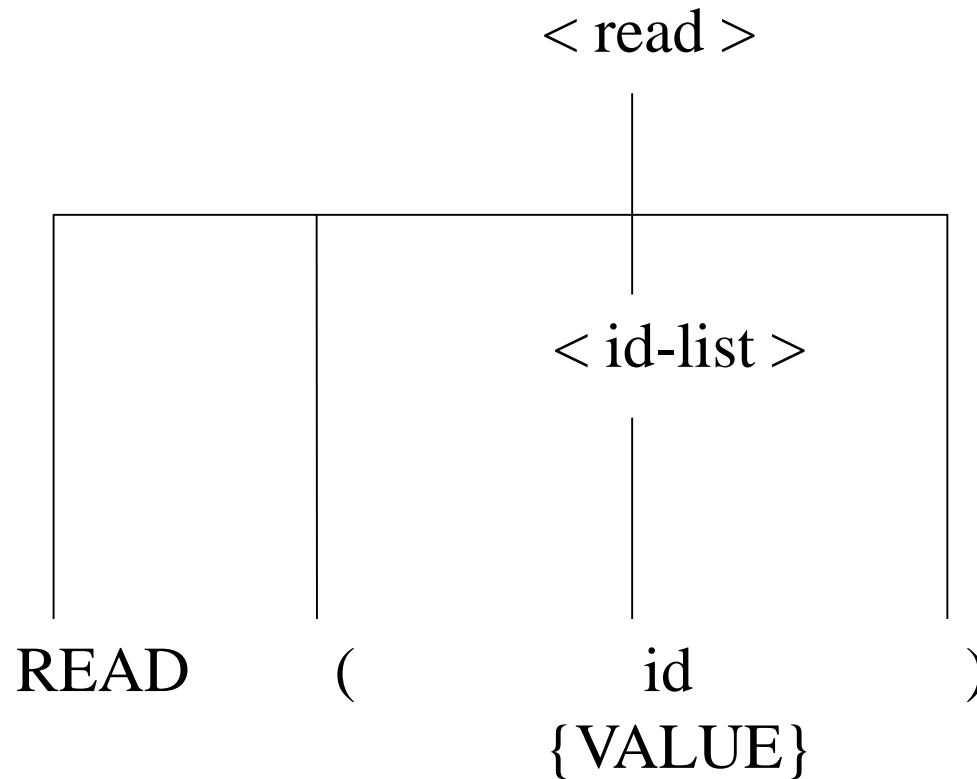 < read >
< id-list >
READ ( id )
{VALUE}